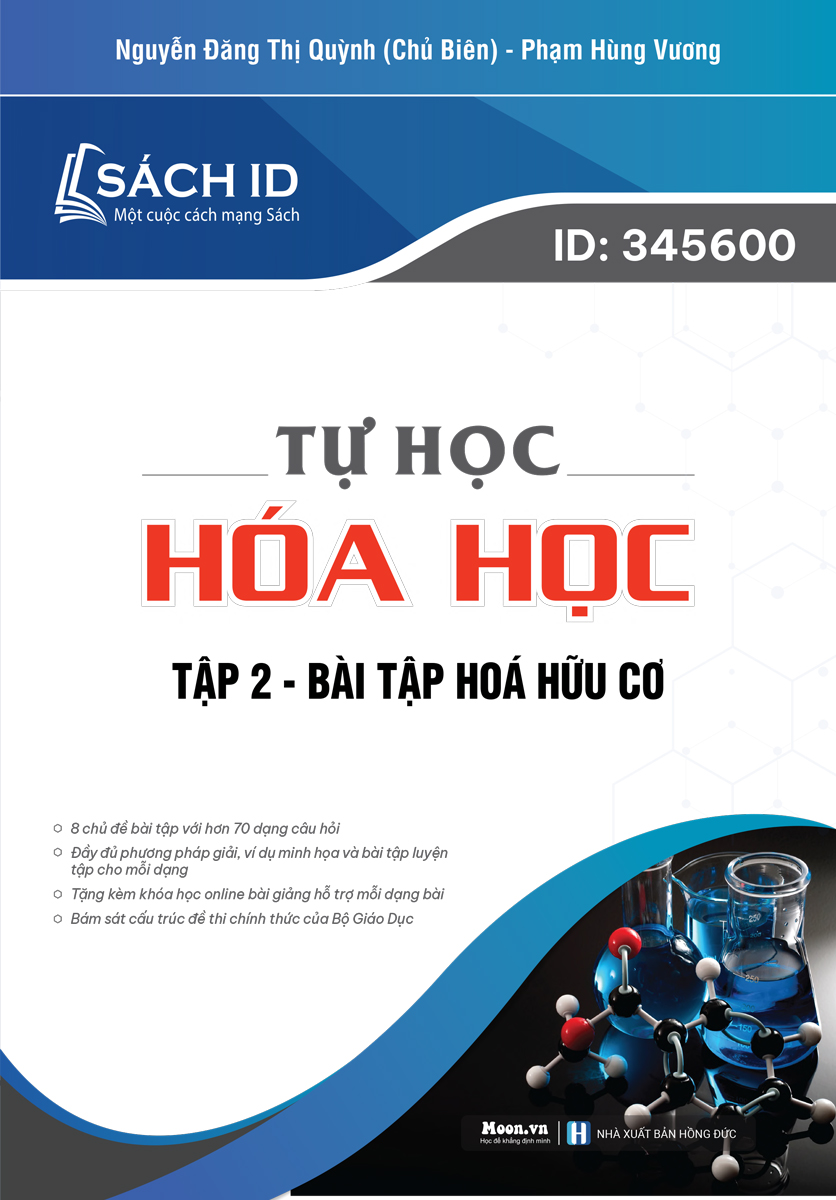 Nguyễn Đăng Thị Quỳnh (Chủ Biên) - Phạm Hùng Vương
SÁCH ID
Một cuộc cách mạng Sách
ID: 345600
TỰ HỌC
HÓA HỌC
TẬP 2 - BÀI TẬP HOÁ HỮU CƠ
8 chủ đề bài tập với hơn 70 dạng câu hỏi
Đầy đủ phương pháp giải, ví dụ minh họa và bài tập luyện
tập cho mỗi dạng
Tặng kèm khóa học online bài giảng hỗ trợ mỗi dạng bài
Bám sát cấu trúc đề thi chính thức của Bộ Giáo Dục
250
250
150
100
Moon.vn
Học để khẳng định mình
H
NHÀ XUẤT BẢN HỒNG ĐỨC